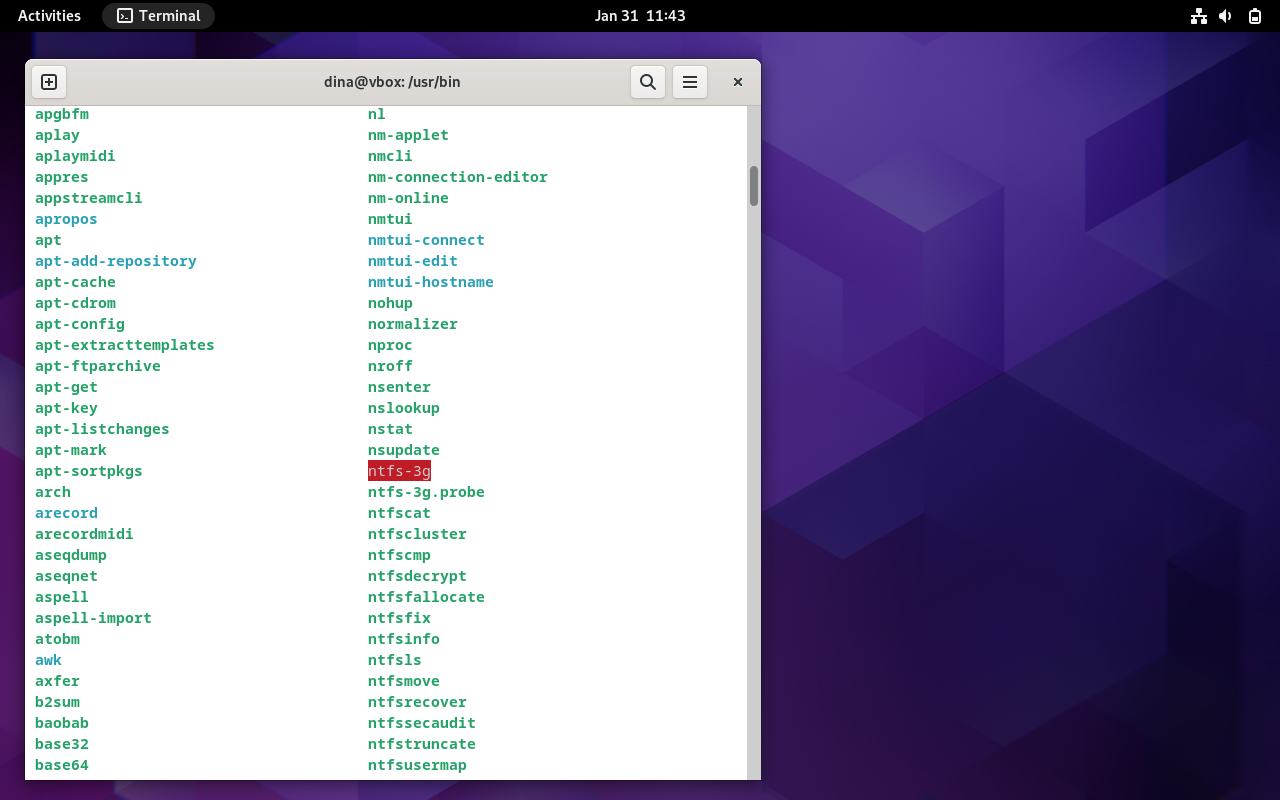 Activities Terminal Jan 31 11:43
dina@vbox: /usr/bin
apgbfm nl
aplay nm-applet
aplaymidi nmcli
appres nm-connection-editor
appstreamcli nm-online
apropos nmtui
apt nmtui-connect
apt-add-repository nmtui-edit
apt-cache nmtui-hostname
apt-cdrom nohup
apt-config normalizer
apt-extracttemplates nproc
apt-ftparchive nroff
apt-get nsenter
apt-key nslookup
apt-listchanges nstat
apt-mark nsupdate
apt-sortpkgs ntfs-3g
arch ntfs-3g.probe
arecord ntfscat
arecordmidi ntfscluster
aseqdump ntfscmp
aseqnet ntfsdecrypt
aspell ntfsfallocate
aspell-import ntfsfix
atobm ntfsinfo
awk ntfsls
axfer ntfsmove
b2sum ntfsrecover
baobab ntfssecaudit
base32 ntfstruncate
base64 ntfsusermap